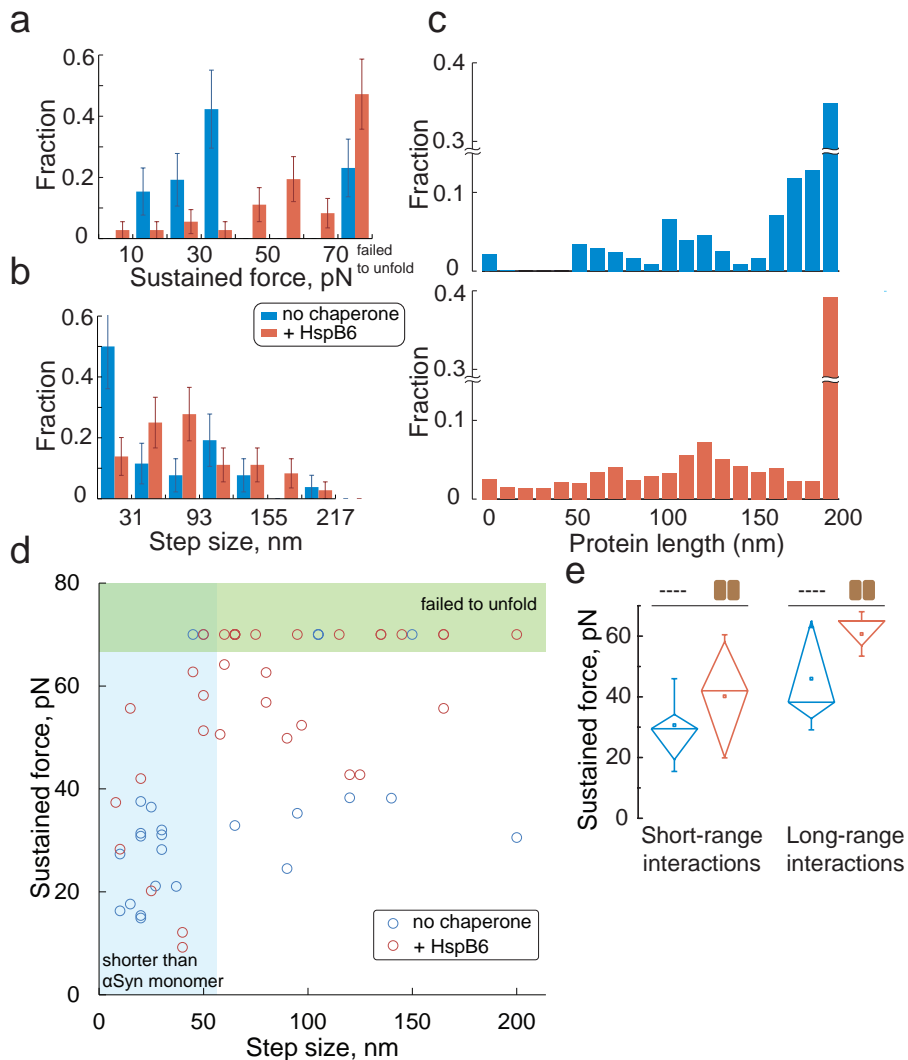 a
0.4
0.2
0
Fraction
10 30 50 70
failed
to unfold
Sustained force, pN
b
no chaperone
+ HspB6
0.6
0.4
0.2
0
Fraction
31 93 155 217
Step size, nm
c
0.4
0.3
0.1
0
Fraction
0.4
0.3
0.1
0
Fraction
0 50 100 150 200
Protein length (nm)
d
80
60
40
20
0
Sustained force, pN
failed to unfold
shorter than
αSyn monomer
no chaperone
+ HspB6
0 50 100 150 200
Step size, nm
e
----
----
60
40
20
0
Sustained force, pN
Short-range
interactions
Long-range
interactions